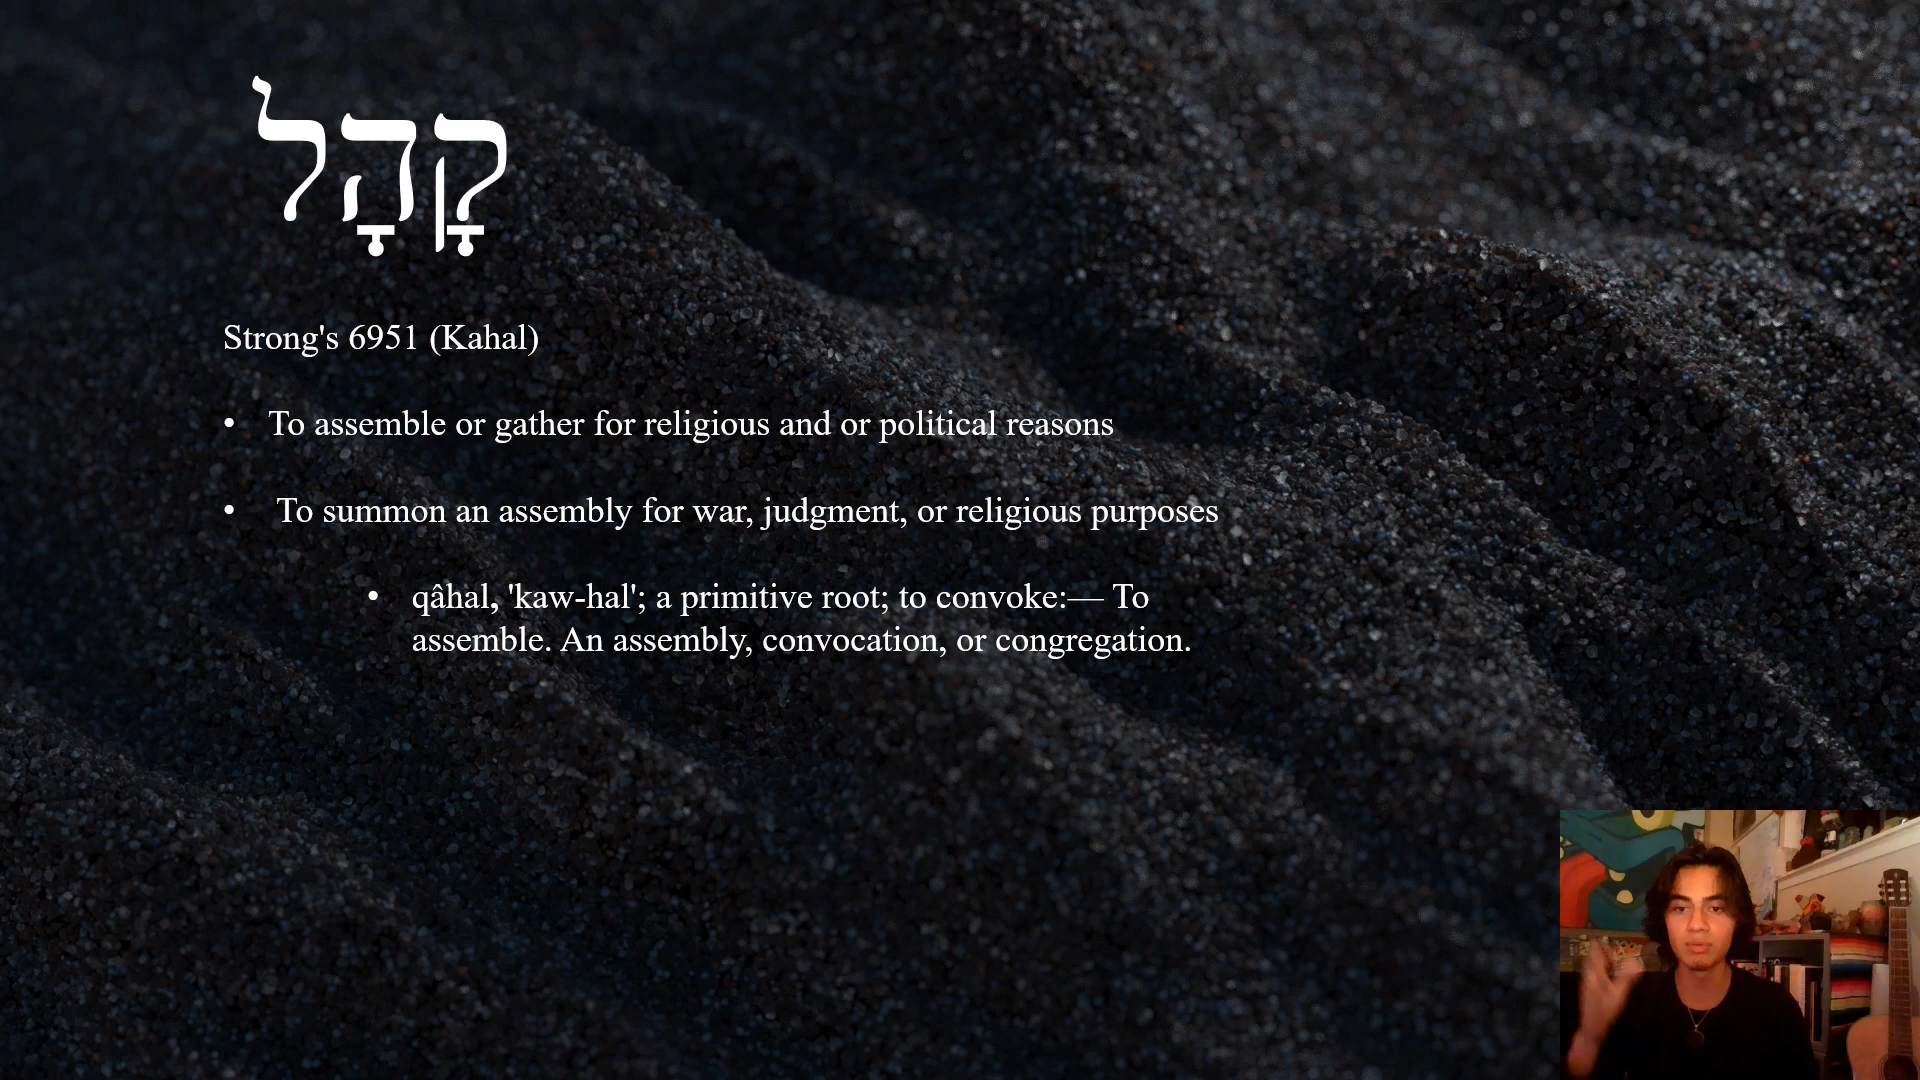 קָהָל
Strong's 6951 (Kahal)
• To assemble or gather for religious and or political reasons
• To summon an assembly for war, judgment, or religious purposes
• qâhal, 'kaw-hal'; a primitive root; to convoke:— To
assemble. An assembly, convocation, or congregation.